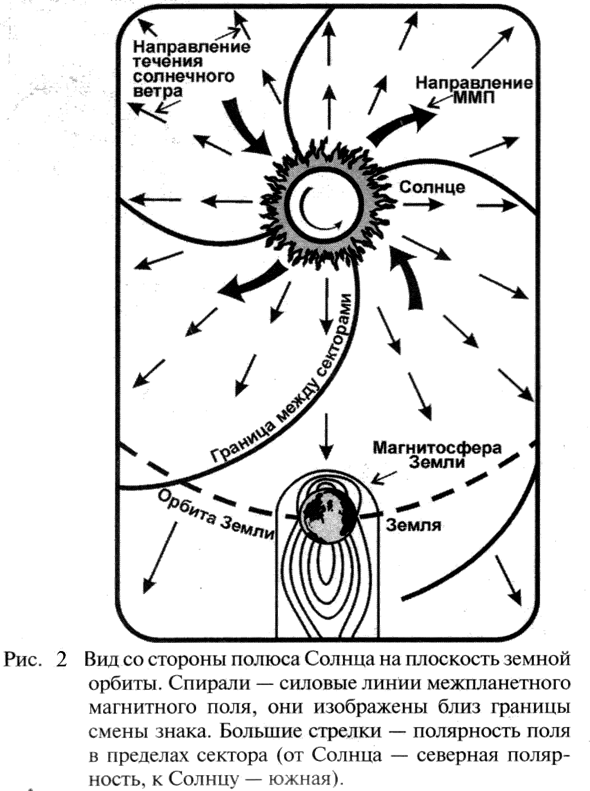 Направление
течения
солнечного
ветра
Направление
ММП
Солнце
Граница между секторами
Магнитосфера
Земли
Орбита Земли
Земля
Рис. 2 Вид со стороны полюса Солнца на плоскость земной
орбиты. Спирали — силовые линии межпланетного
магнитного поля, они изображены близ границы
смены знака. Большие стрелки — полярность поля
в пределах сектора (от Солнца — северная поляр-
ность, к Солнцу — южная).